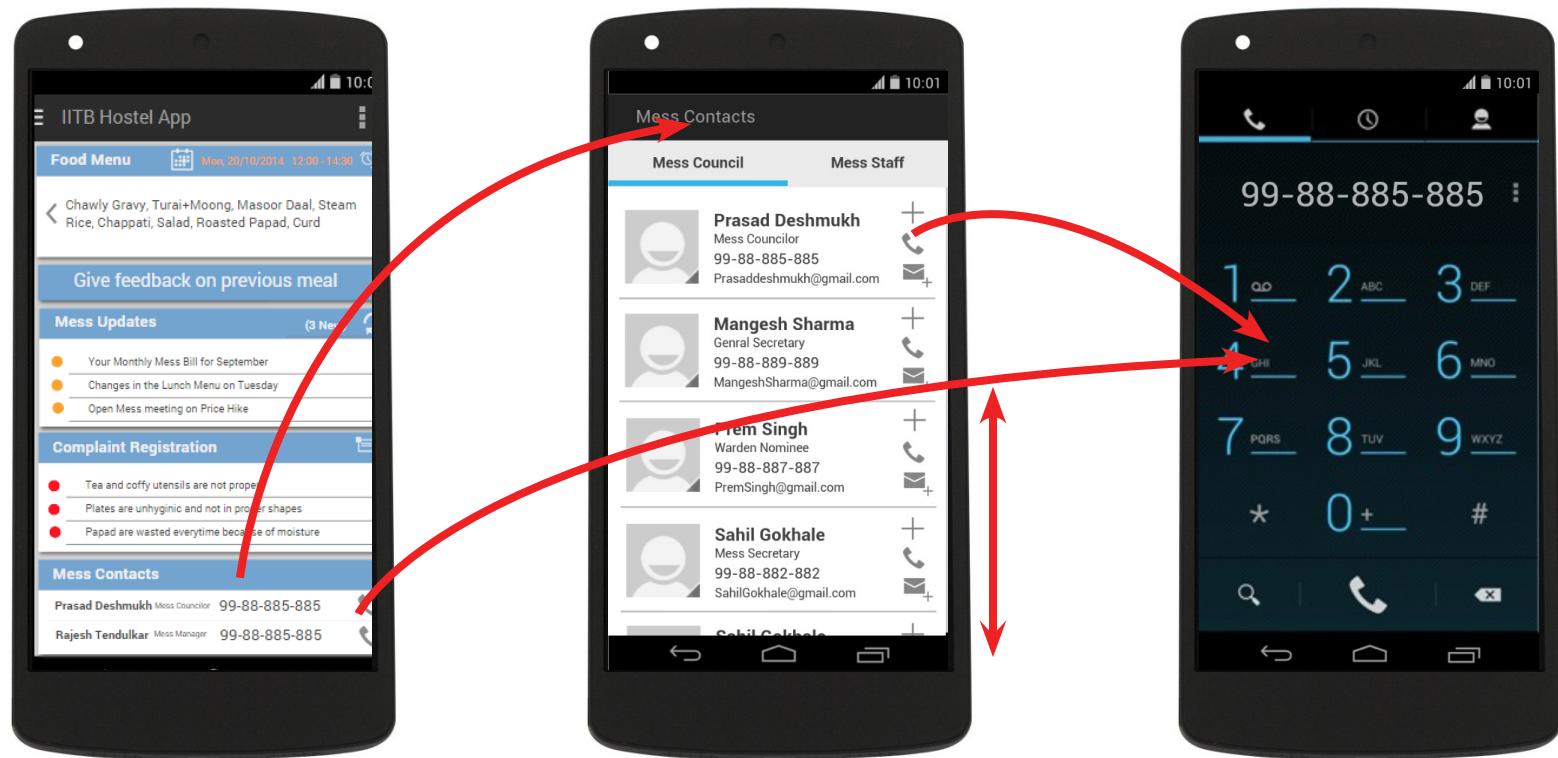 10:0
IITB Hostel App
Food Menu Mon, 20/10/2014 12:00 - 14:30
Chawly Gravy, Turai+Moong, Masoor Daal, Steam
Rice, Chappati, Salad, Roasted Papad, Curd
Give feedback on previous meal
Mess Updates (3 New)
Your Monthly Mess Bill for September
Changes in the Lunch Menu on Tuesday
Open Mess meeting on Price Hike
Complaint Registration
Tea and coffy utensils are not proper
Plates are unhyginic and not in proper shapes
Papad are wasted everytime because of moisture
Mess Contacts
Prasad Deshmukh Mess Councilor 99-88-885-885
Rajesh Tendulkar Mess Manager 99-88-885-885
10:01
Mess Contacts
Mess Council Mess Staff
Prasad Deshmukh
Mess Councilor
99-88-885-885
Prasaddeshmukh@gmail.com
Mangesh Sharma
Genral Secretary
99-88-889-889
MangeshSharma@gmail.com
Prem Singh
Warden Nominee
99-88-887-887
PremSingh@gmail.com
Sahil Gokhale
Mess Secretary
99-88-882-882
SahilGokhale@gmail.com
Sahil Gokhale
10:01
99-88-885-885
1 2 ABC 3 DEF
4 GHI 5 JKL 6 MNO
7 PQRS 8 TUV 9 WXYZ
* 0 + #